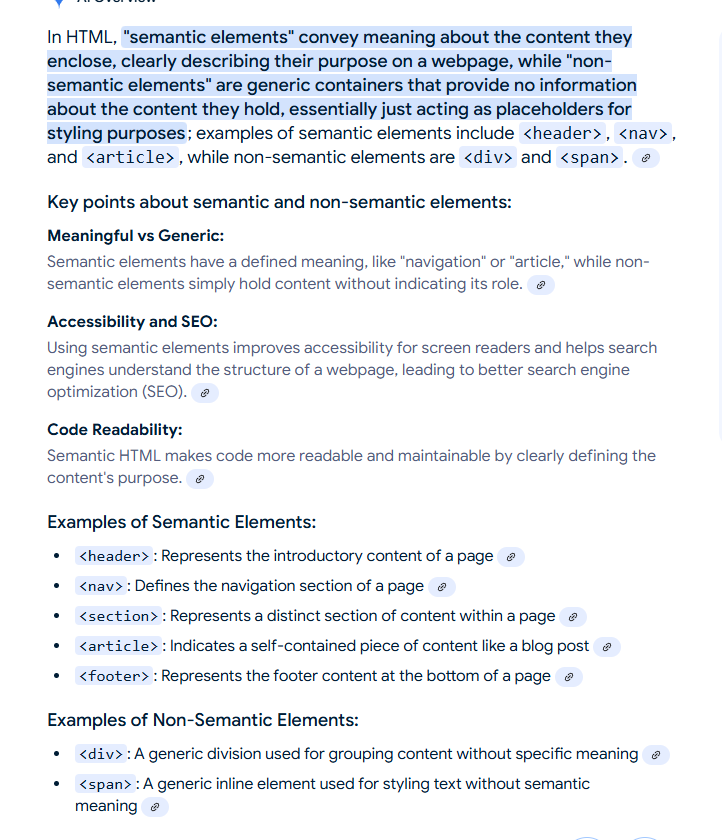 AI Overview
In HTML, "semantic elements" convey meaning about the content they
enclose, clearly describing their purpose on a webpage, while "non-
semantic elements" are generic containers that provide no information
about the content they hold, essentially just acting as placeholders for
styling purposes; examples of semantic elements include <header>, <nav>,
and <article>, while non-semantic elements are <div> and <span>.
Key points about semantic and non-semantic elements:
Meaningful vs Generic:
Semantic elements have a defined meaning, like "navigation" or "article," while non-
semantic elements simply hold content without indicating its role.
Accessibility and SEO:
Using semantic elements improves accessibility for screen readers and helps search
engines understand the structure of a webpage, leading to better search engine
optimization (SEO).
Code Readability:
Semantic HTML makes code more readable and maintainable by clearly defining the
content's purpose.
Examples of Semantic Elements:
• <header>: Represents the introductory content of a page
• <nav>: Defines the navigation section of a page
• <section>: Represents a distinct section of content within a page
• <article>: Indicates a self-contained piece of content like a blog post
• <footer>: Represents the footer content at the bottom of a page
Examples of Non-Semantic Elements:
• <div>: A generic division used for grouping content without specific meaning
• <span>: A generic inline element used for styling text without semantic
meaning